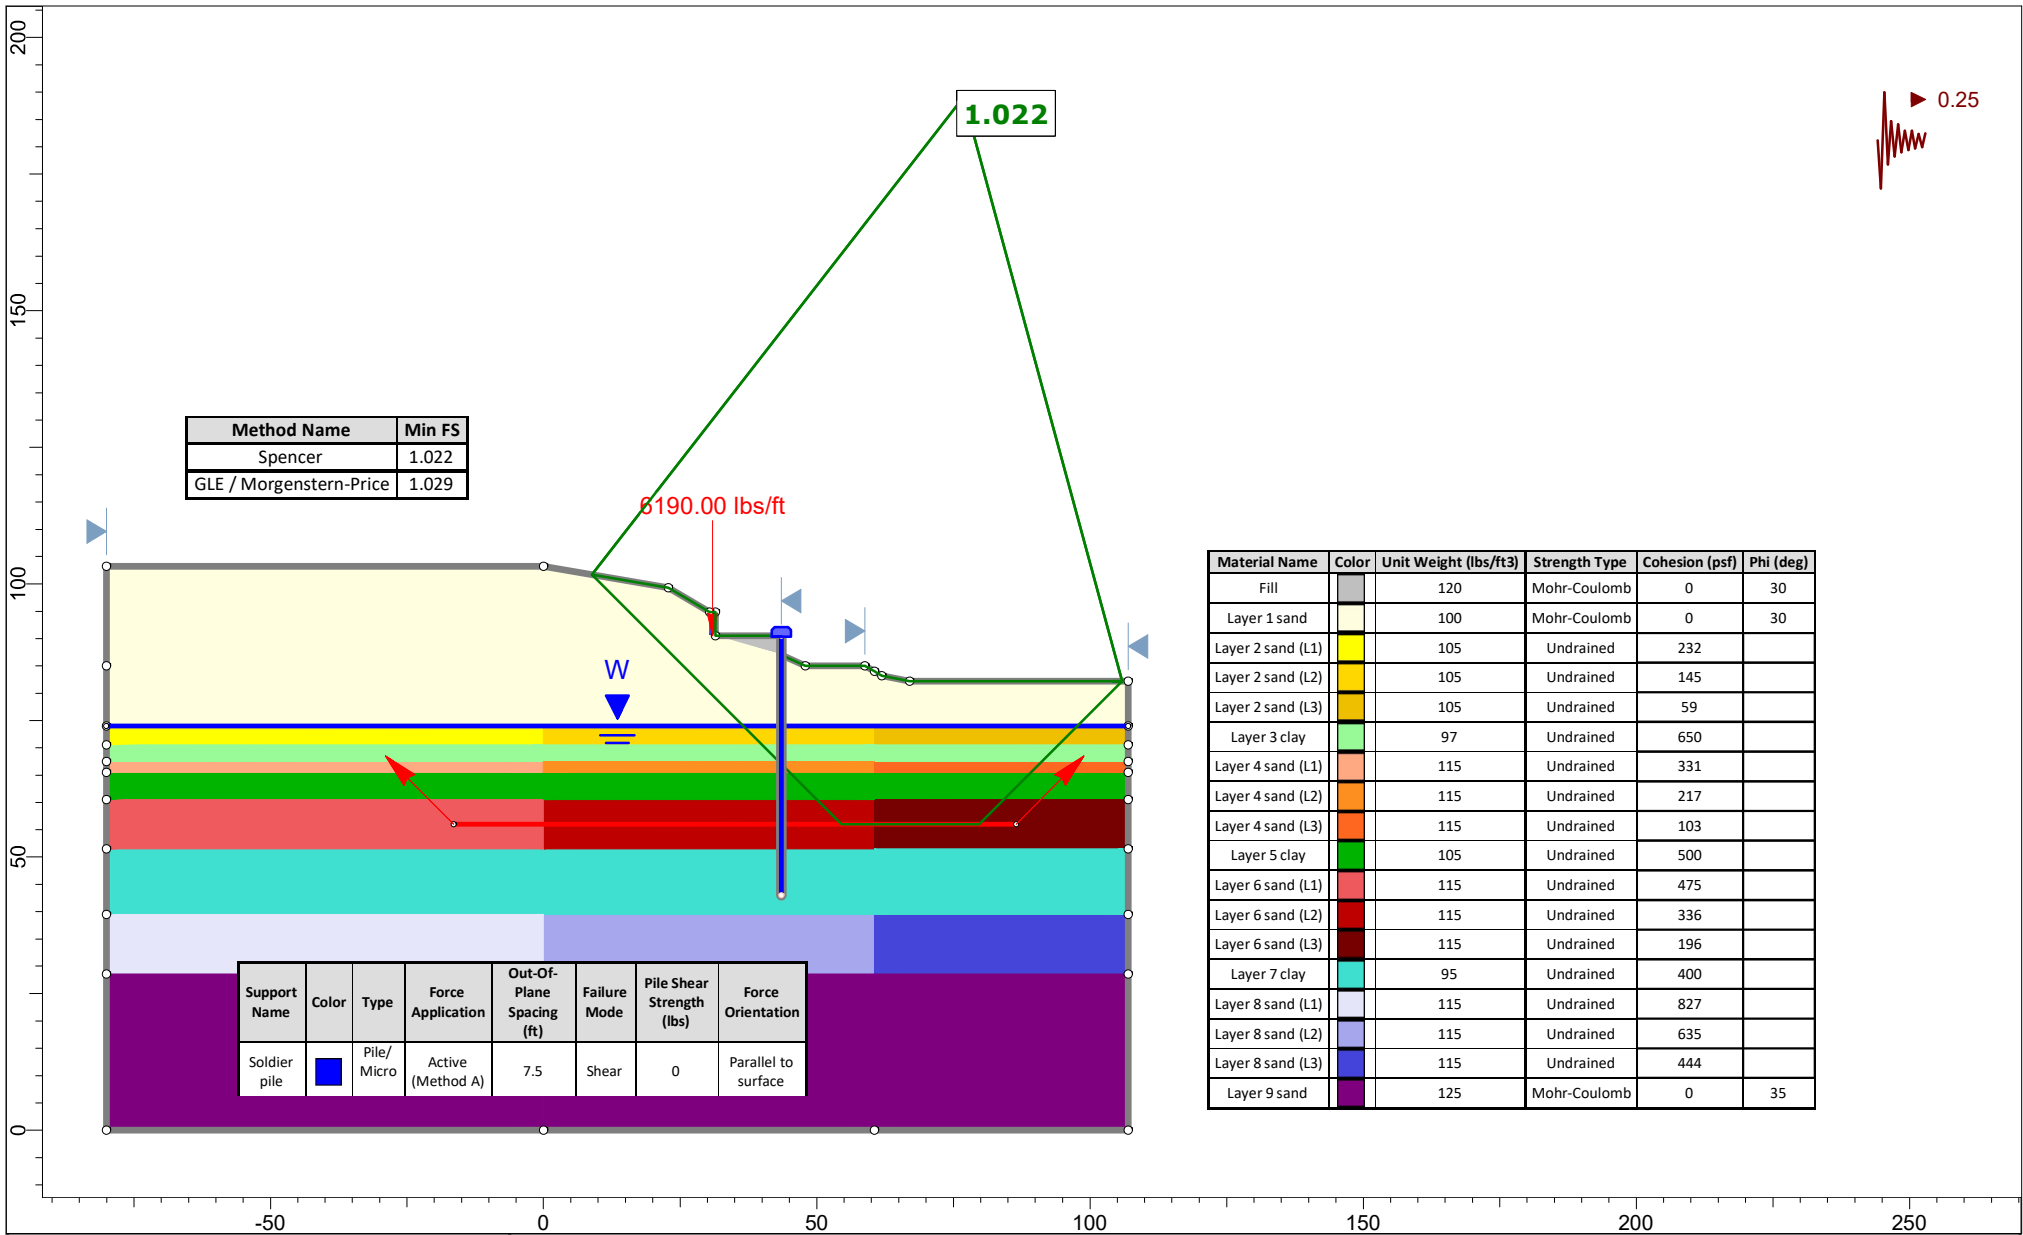 200
150
100
50
0
1.022
0.25
Method Name Min FS
Spencer 1.022
GLE / Morgenstern-Price 1.029
6190.00 lbs/ft
W
Material Name Color Unit Weight (lbs/ft3) Strength Type Cohesion (psf) Phi (deg)
Fill 120 Mohr-Coulomb 0 30
Layer 1 sand 100 Mohr-Coulomb 0 30
Layer 2 sand (L1) 105 Undrained 232
Layer 2 sand (L2) 105 Undrained 145
Layer 2 sand (L3) 105 Undrained 59
Layer 3 clay 97 Undrained 650
Layer 4 sand (L1) 115 Undrained 331
Layer 4 sand (L2) 115 Undrained 217
Layer 4 sand (L3) 115 Undrained 103
Layer 5 clay 105 Undrained 500
Layer 6 sand (L1) 115 Undrained 475
Layer 6 sand (L2) 115 Undrained 336
Layer 6 sand (L3) 115 Undrained 196
Layer 7 clay 95 Undrained 400
Layer 8 sand (L1) 115 Undrained 827
Layer 8 sand (L2) 115 Undrained 635
Layer 8 sand (L3) 115 Undrained 444
Layer 9 sand 125 Mohr-Coulomb 0 35
Support
Name
Color
Type
Force
Application
Out-Of-
Plane
Spacing
(ft)
Failure
Mode
Pile Shear
Strength
(lbs)
Force
Orientation
Soldier
pile
Pile/
Micro
Active
(Method A)
7.5
Shear
0
Parallel to
surface
-50 0 50 100 150 200 250